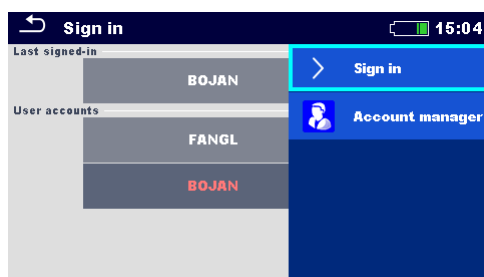 Sign in
15:04
Last signed-in
BOJAN
User accounts
FANGL
BOJAN
Sign in
Account manager